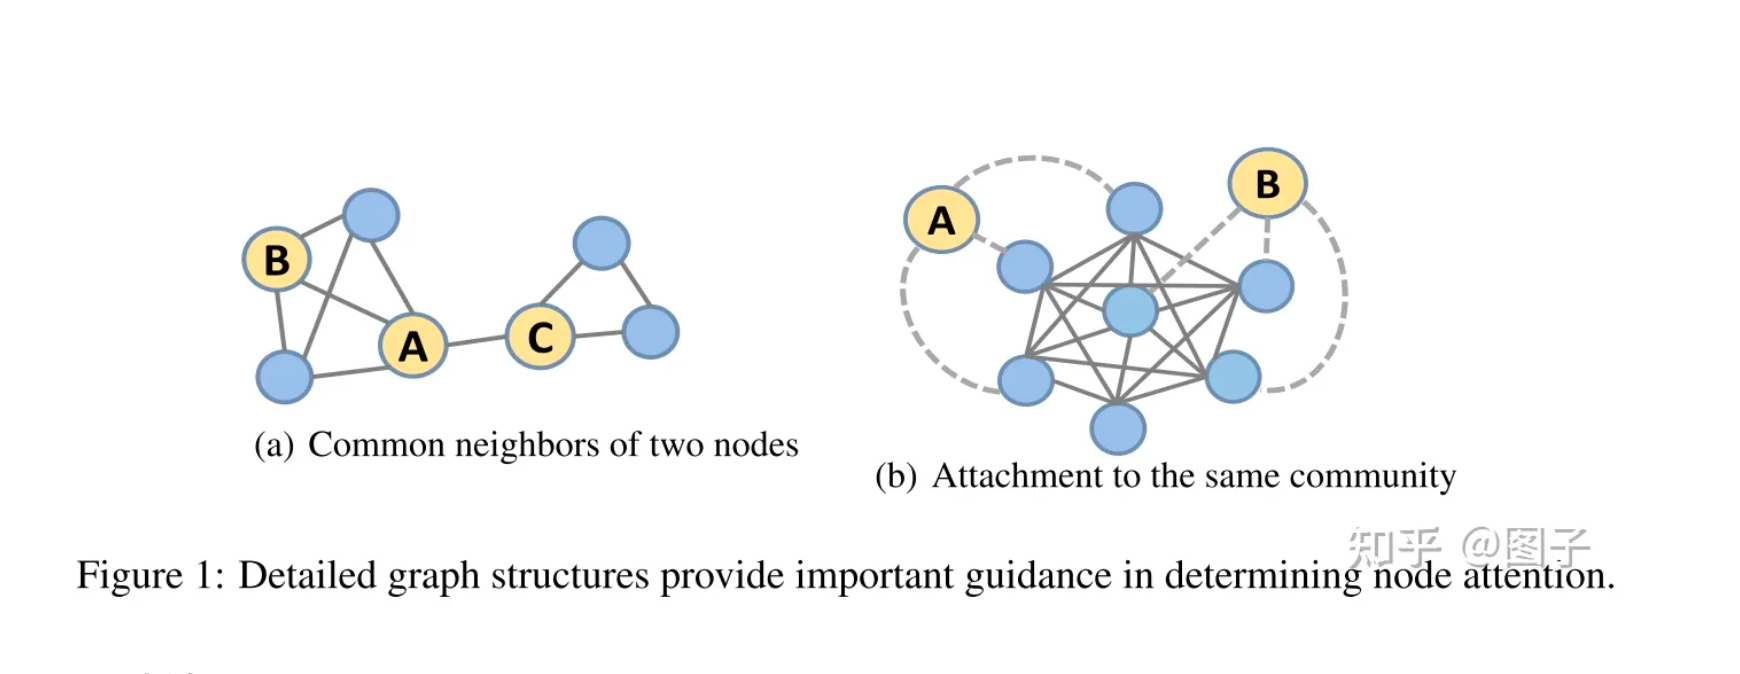 B
A
C
A
B
(a) Common neighbors of two nodes
(b) Attachment to the same community
知乎 @图子
Figure 1: Detailed graph structures provide important guidance in determining node attention.